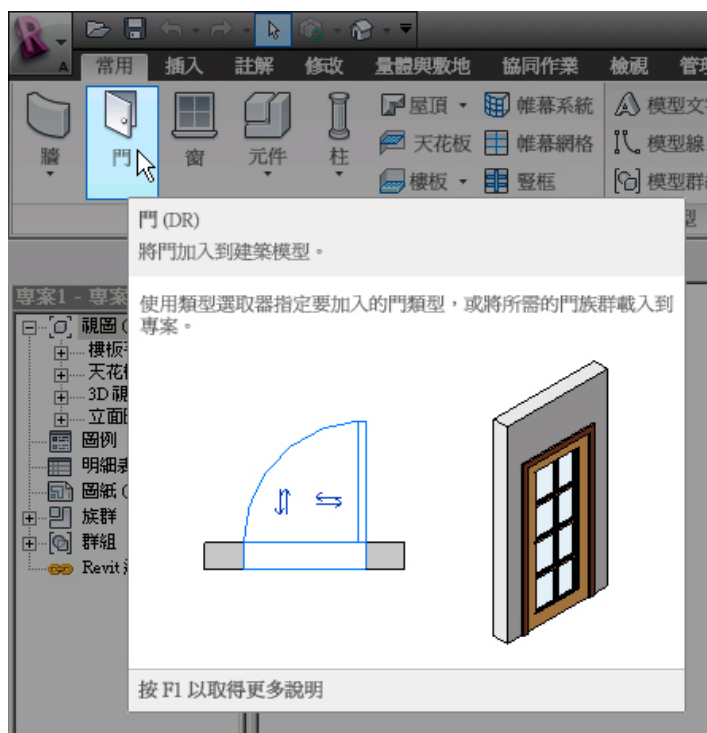 A
常用 插入 註解 修改 量體與敷地 協同作業 檢視
牆 門 窗 元件 柱
屋頂 帷幕系統 模型文
天花板 帷幕網格 模型線
樓板 豎框 模型群
型
門 (DR)
將門加入到建築模型。
使用類型選取器指定要加入的門類型，或將所需的門族群載入到
專案。
按 F1 以取得更多說明
專案1 - 專案
視圖 (
樓板
天花
3D 視
立面
圖例
明細表
圖紙 (
族群
群組
Revit